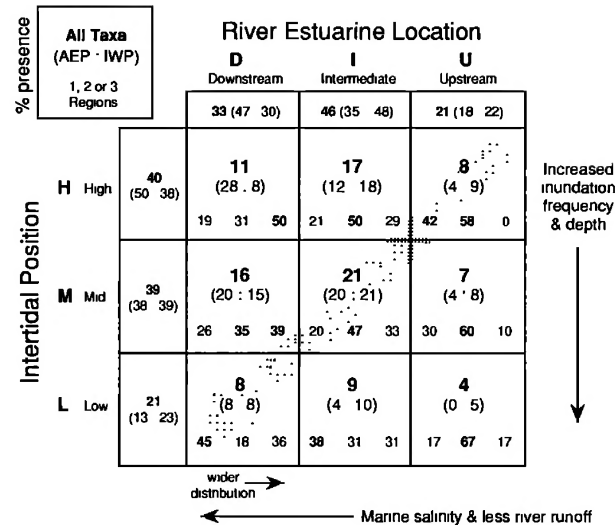 % presence
All Taxa
(AEP · IWP)
1, 2 or 3
Regions
River Estuarine Location
D I U
Downstream Intermediate Upstream
33 (47 30) 46 (35 48) 21 (18 22)
Intertidal Position
H High
40
(50 38)
11 17 8
(28 . 8) (12 18) (4 9)
19 31 50 21 50 29 42 58 0
M Mid
39
(38 39)
16 21 7
(20 : 15) (20 : 21) (4 · 8)
26 35 39 20 47 33 30 60 10
L Low
21
(13 23)
8 9 4
(8 8) (4 10) (0 5)
45 18 36 38 31 31 17 67 17
Increased
inundation
frequency
& depth
wider
distribution
Marine salinity & less river runoff